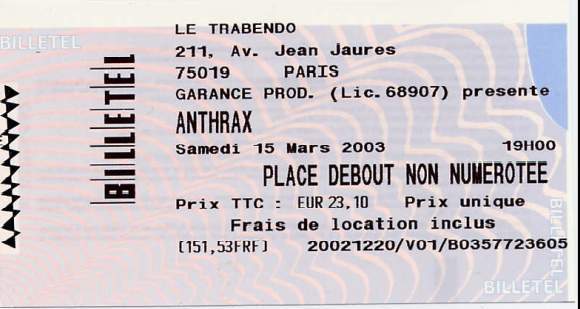 BILLETEL
BILLETEL
LE TRABENDO
211, Av. Jean Jaures
75019 PARIS
GARANCE PROD. (Lic.68907) presente
ANTHRAX
Samedi 15 Mars 2003 19H00
PLACE DEBOUT NON NUMEROTEE
Prix TTC : EUR 23,10 Prix unique
Frais de location inclus
[151,53FRF] 20021220/V01/B0357723605
BILLETEL
BILLETEL